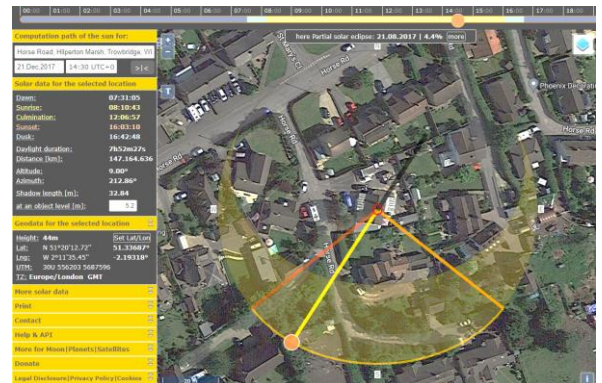 00:00 01:00 02:00 03:00 04:00 05:00 06:00 07:00 08:00 09:00 10:00 11:00 12:00 13:00 14:00 15:00 16:00 17:00 18:00
Computation path of the sun for:
Horse Road, Hilperton Marsh, Trowbridge, Wil
21 Dec 2017 14:30 UTC+0 >|<
Solar data for the selected location
Dawn: 07:31:05
Sunrise: 08:10:43
Culmination: 12:06:57
Sunset: 16:03:10
Dusk: 16:42:48
Daylight duration: 7h52m27s
Distance [km]: 147.164.636
Altitude: 9.00°
Azimuth: 212.86°
Shadow length [m]: 32.84
at an object level [m]: 5.2
Geodata for the selected location
Height: 44m Set Lat/Lon
Lat: N 51°20'12.72" 51.33687°
Lng: W 2°11'35.45" -2.19318°
UTM: 30U 556203 5687596
TZ: Europe/London GMT
More solar data
Print
Contact
Help & API
More for Moon|Planets|Satellites
Donate
Legal Disclosure|Privacy Policy|Cookies
here Partial solar eclipse: 21.08.2017 | 4.4% more
T
St Mary's Cl
Horse Rd
Phoenix Decorati
Horse Rd
Horse Rd
Horse Rd
Horse Rd